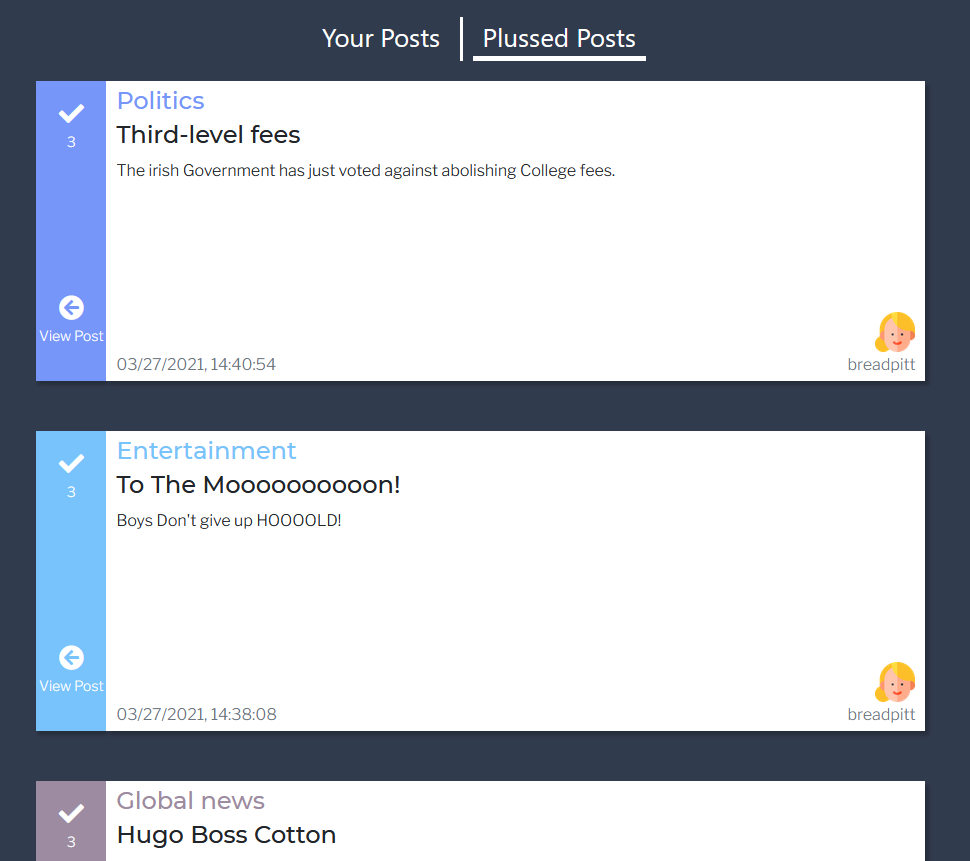 Your Posts
Plussed Posts
Politics
3
Third-level fees
The irish Government has just voted against abolishing College fees.
View Post
03/27/2021, 14:40:54
breadpitt
Entertainment
3
To The Moooooooooon!
Boys Don't give up HOOOOLD!
View Post
03/27/2021, 14:38:08
breadpitt
Global news
3
Hugo Boss Cotton